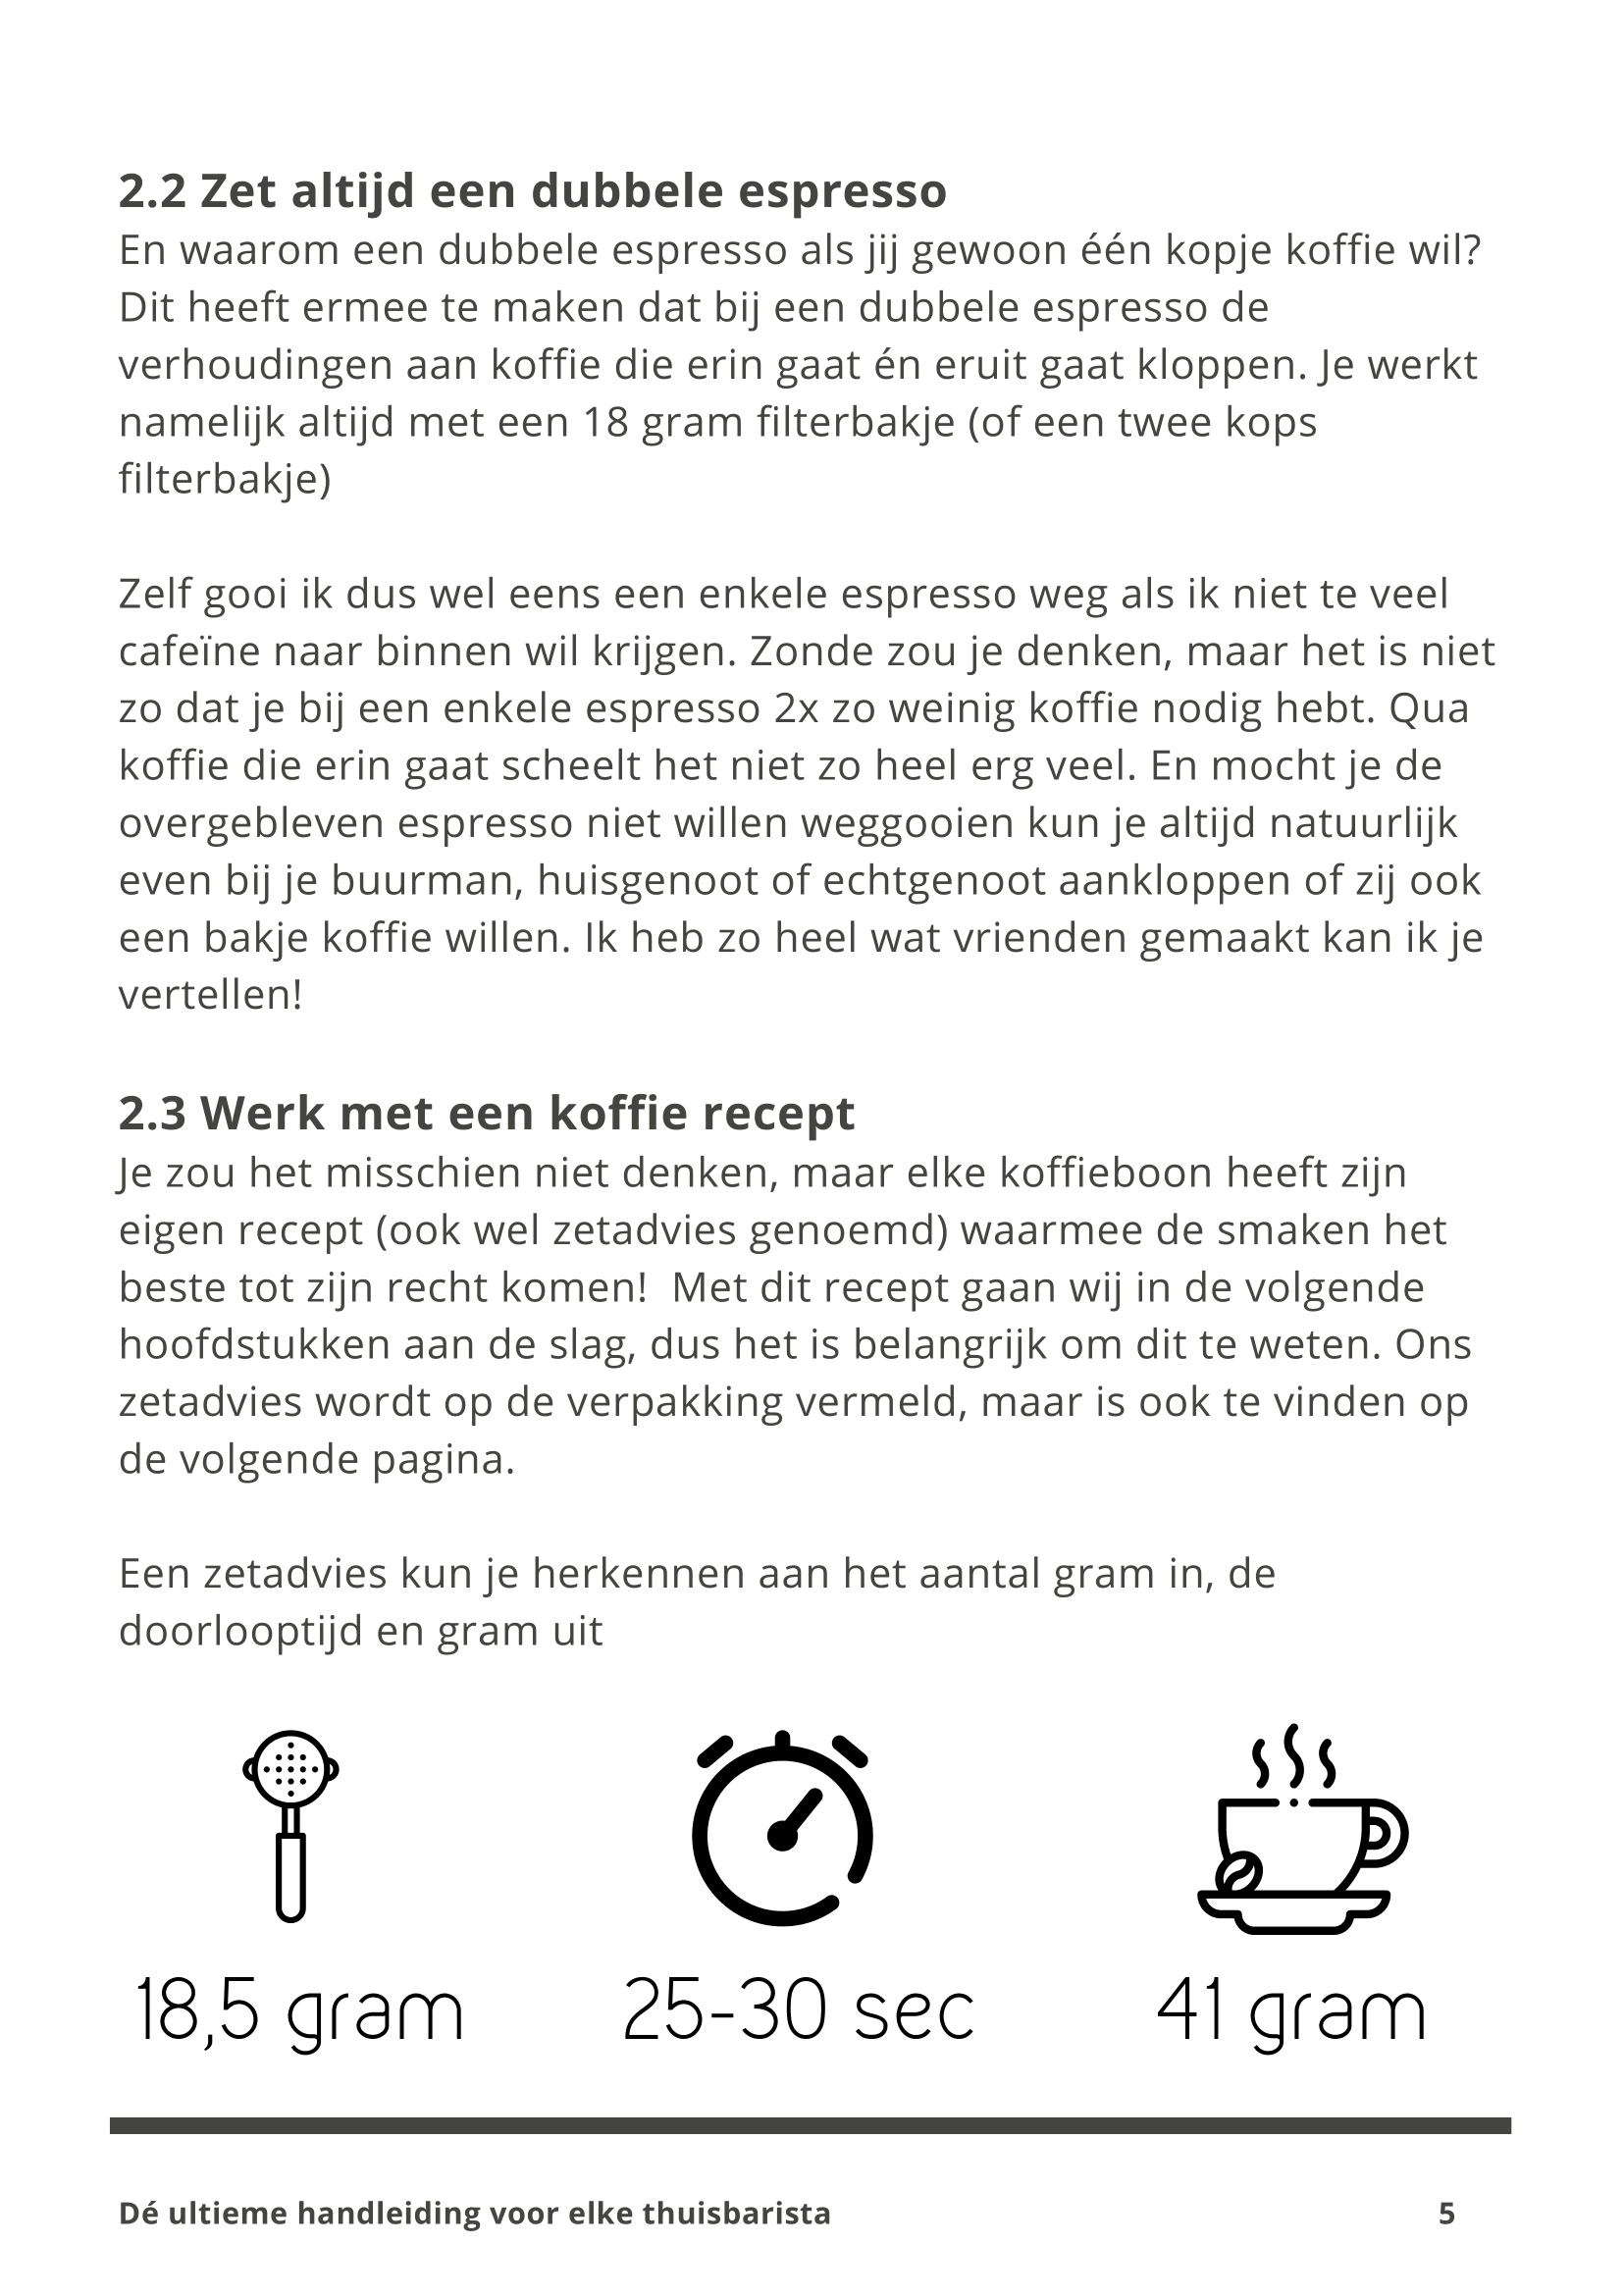 2.2 Zet altijd een dubbele espresso
En waarom een dubbele espresso als jij gewoon één kopje koffie wil?
Dit heeft ermee te maken dat bij een dubbele espresso de
verhoudingen aan koffie die erin gaat én eruit gaat kloppen. Je werkt
namelijk altijd met een 18 gram filterbakje (of een twee kops
filterbakje)
Zelf gooi ik dus wel eens een enkele espresso weg als ik niet te veel
cafeïne naar binnen wil krijgen. Zonde zou je denken, maar het is niet
zo dat je bij een enkele espresso 2x zo weinig koffie nodig hebt. Qua
koffie die erin gaat scheelt het niet zo heel erg veel. En mocht je de
overgebleven espresso niet willen weggooien kun je altijd natuurlijk
even bij je buurman, huisgenoot of echtgenoot aankloppen of zij ook
een bakje koffie willen. Ik heb zo heel wat vrienden gemaakt kan ik je
vertellen!
2.3 Werk met een koffie recept
Je zou het misschien niet denken, maar elke koffieboon heeft zijn
eigen recept (ook wel zetadvies genoemd) waarmee de smaken het
beste tot zijn recht komen!  Met dit recept gaan wij in de volgende
hoofdstukken aan de slag, dus het is belangrijk om dit te weten. Ons
zetadvies wordt op de verpakking vermeld, maar is ook te vinden op
de volgende pagina.
Een zetadvies kun je herkennen aan het aantal gram in, de
doorlooptijd en gram uit
18,5 gram
25-30 sec
41 gram
Dé ultieme handleiding voor elke thuisbarista
5